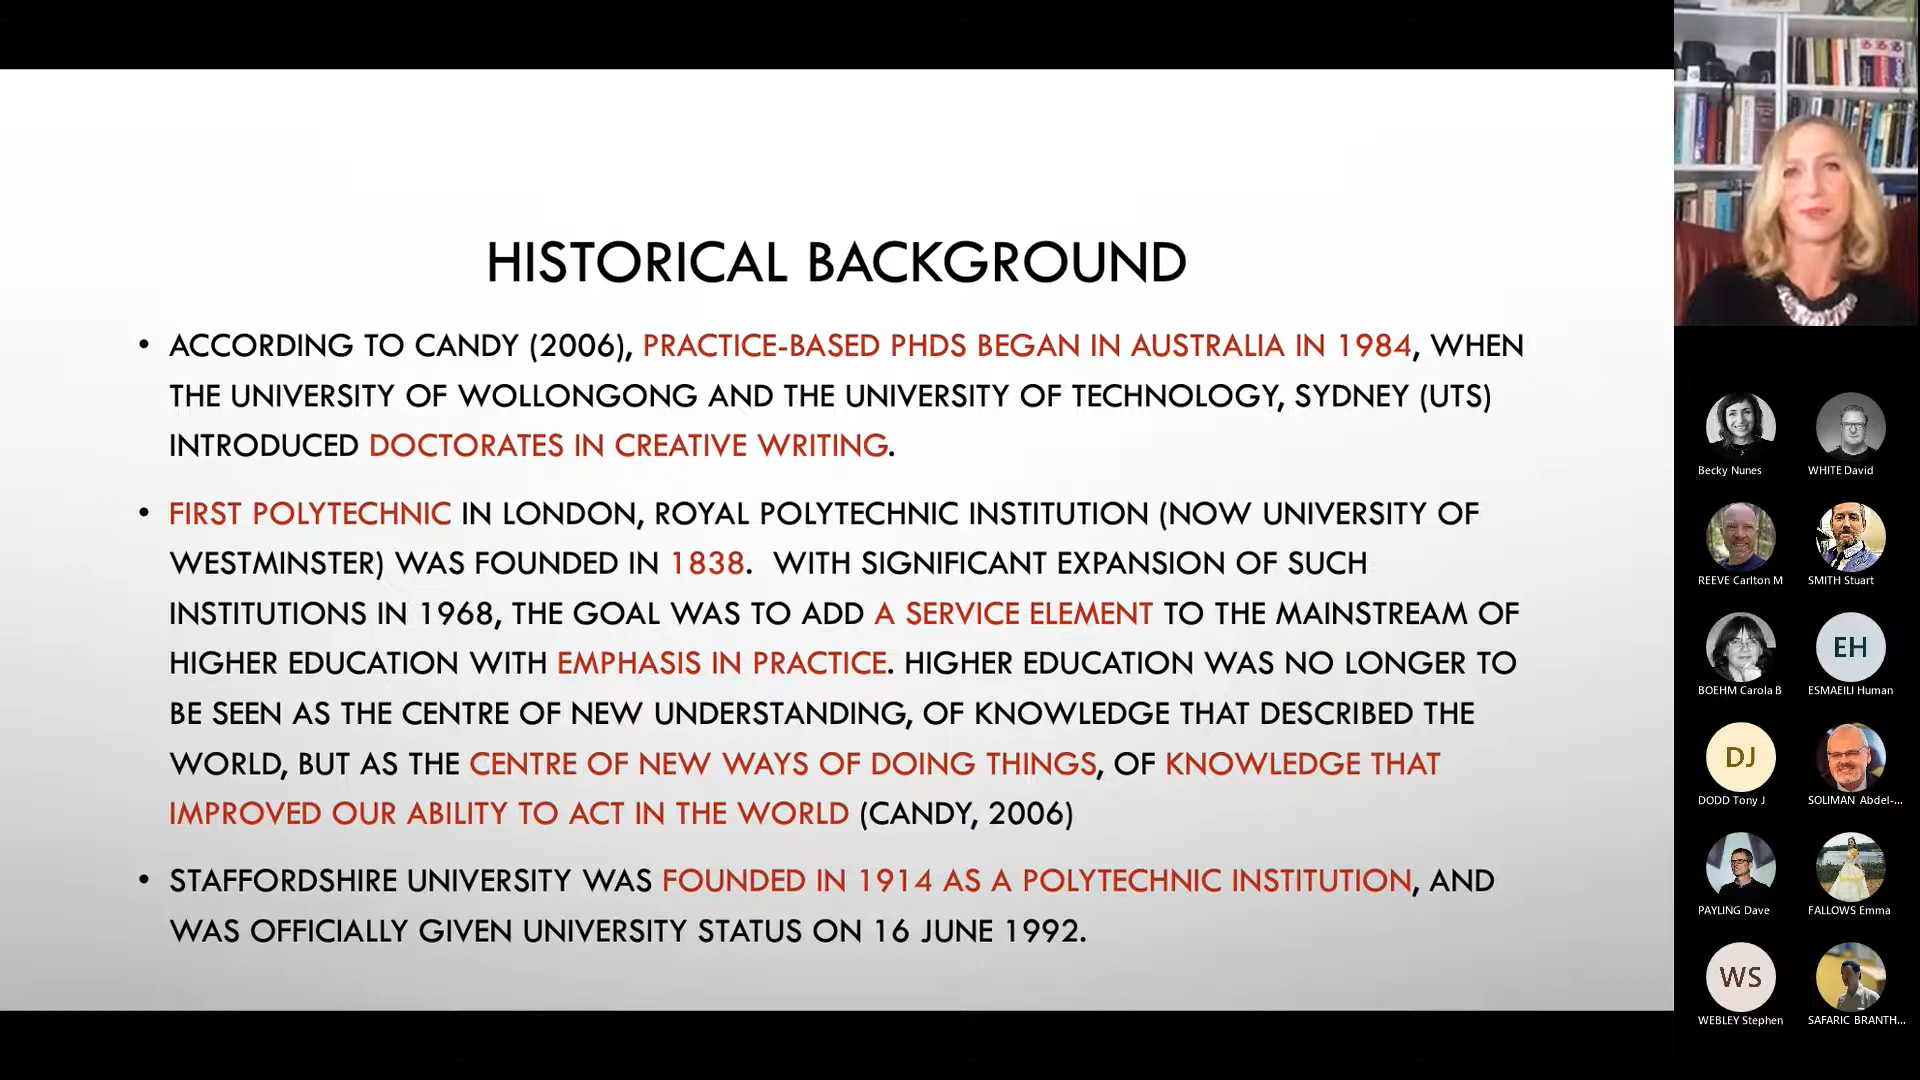 HISTORICAL BACKGROUND
• ACCORDING TO CANDY (2006), PRACTICE-BASED PHDS BEGAN IN AUSTRALIA IN 1984, WHEN
THE UNIVERSITY OF WOLLONGONG AND THE UNIVERSITY OF TECHNOLOGY, SYDNEY (UTS)
INTRODUCED DOCTORATES IN CREATIVE WRITING.
• FIRST POLYTECHNIC IN LONDON, ROYAL POLYTECHNIC INSTITUTION (NOW UNIVERSITY OF
WESTMINSTER) WAS FOUNDED IN 1838. WITH SIGNIFICANT EXPANSION OF SUCH
INSTITUTIONS IN 1968, THE GOAL WAS TO ADD A SERVICE ELEMENT TO THE MAINSTREAM OF
HIGHER EDUCATION WITH EMPHASIS IN PRACTICE. HIGHER EDUCATION WAS NO LONGER TO
BE SEEN AS THE CENTRE OF NEW UNDERSTANDING, OF KNOWLEDGE THAT DESCRIBED THE
WORLD, BUT AS THE CENTRE OF NEW WAYS OF DOING THINGS, OF KNOWLEDGE THAT
IMPROVED OUR ABILITY TO ACT IN THE WORLD (CANDY, 2006)
• STAFFORDSHIRE UNIVERSITY WAS FOUNDED IN 1914 AS A POLYTECHNIC INSTITUTION, AND
WAS OFFICIALLY GIVEN UNIVERSITY STATUS ON 16 JUNE 1992.
Becky Nunes
WHITE David
REEVE Carlton M
SMITH Stuart
BOEHM Carola B
EH
ESMAEILI Human
DJ
DODD Tony J
SOLIMAN Abdel-...
PAYLING Dave
FALLOWS Emma
WS
WEBLEY Stephen
SAFARIC BRANTH...